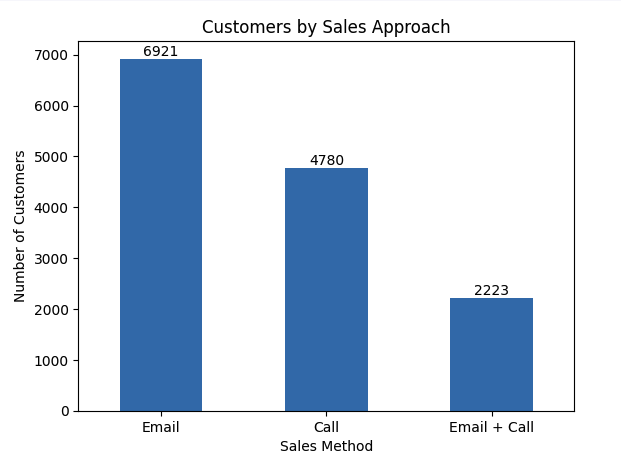 Customers by Sales Approach
Number of Customers
7000
6000
5000
4000
3000
2000
1000
0
6921
4780
2223
Email
Call
Email + Call
Sales Method